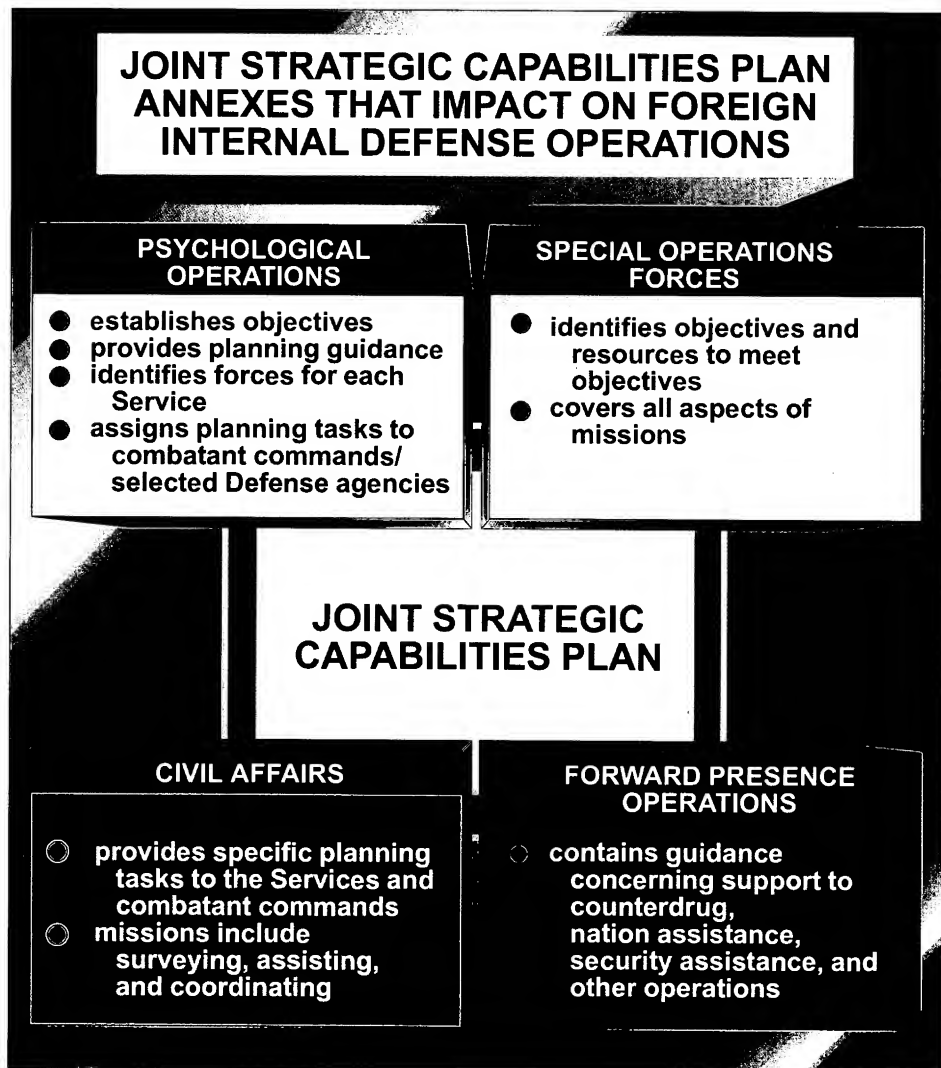 JOINT STRATEGIC CAPABILITIES PLAN
ANNEXES THAT IMPACT ON FOREIGN
INTERNAL DEFENSE OPERATIONS
PSYCHOLOGICAL
OPERATIONS
● establishes objectives
● provides planning guidance
● identifies forces for each
Service
● assigns planning tasks to
combatant commands/
selected Defense agencies
SPECIAL OPERATIONS
FORCES
● identifies objectives and
resources to meet
objectives
● covers all aspects of
missions
JOINT STRATEGIC
CAPABILITIES PLAN
CIVIL AFFAIRS
○ provides specific planning
tasks to the Services and
combatant commands
○ missions include
surveying, assisting,
and coordinating
FORWARD PRESENCE
OPERATIONS
○ contains guidance
concerning support to
counterdrug,
nation assistance,
security assistance, and
other operations